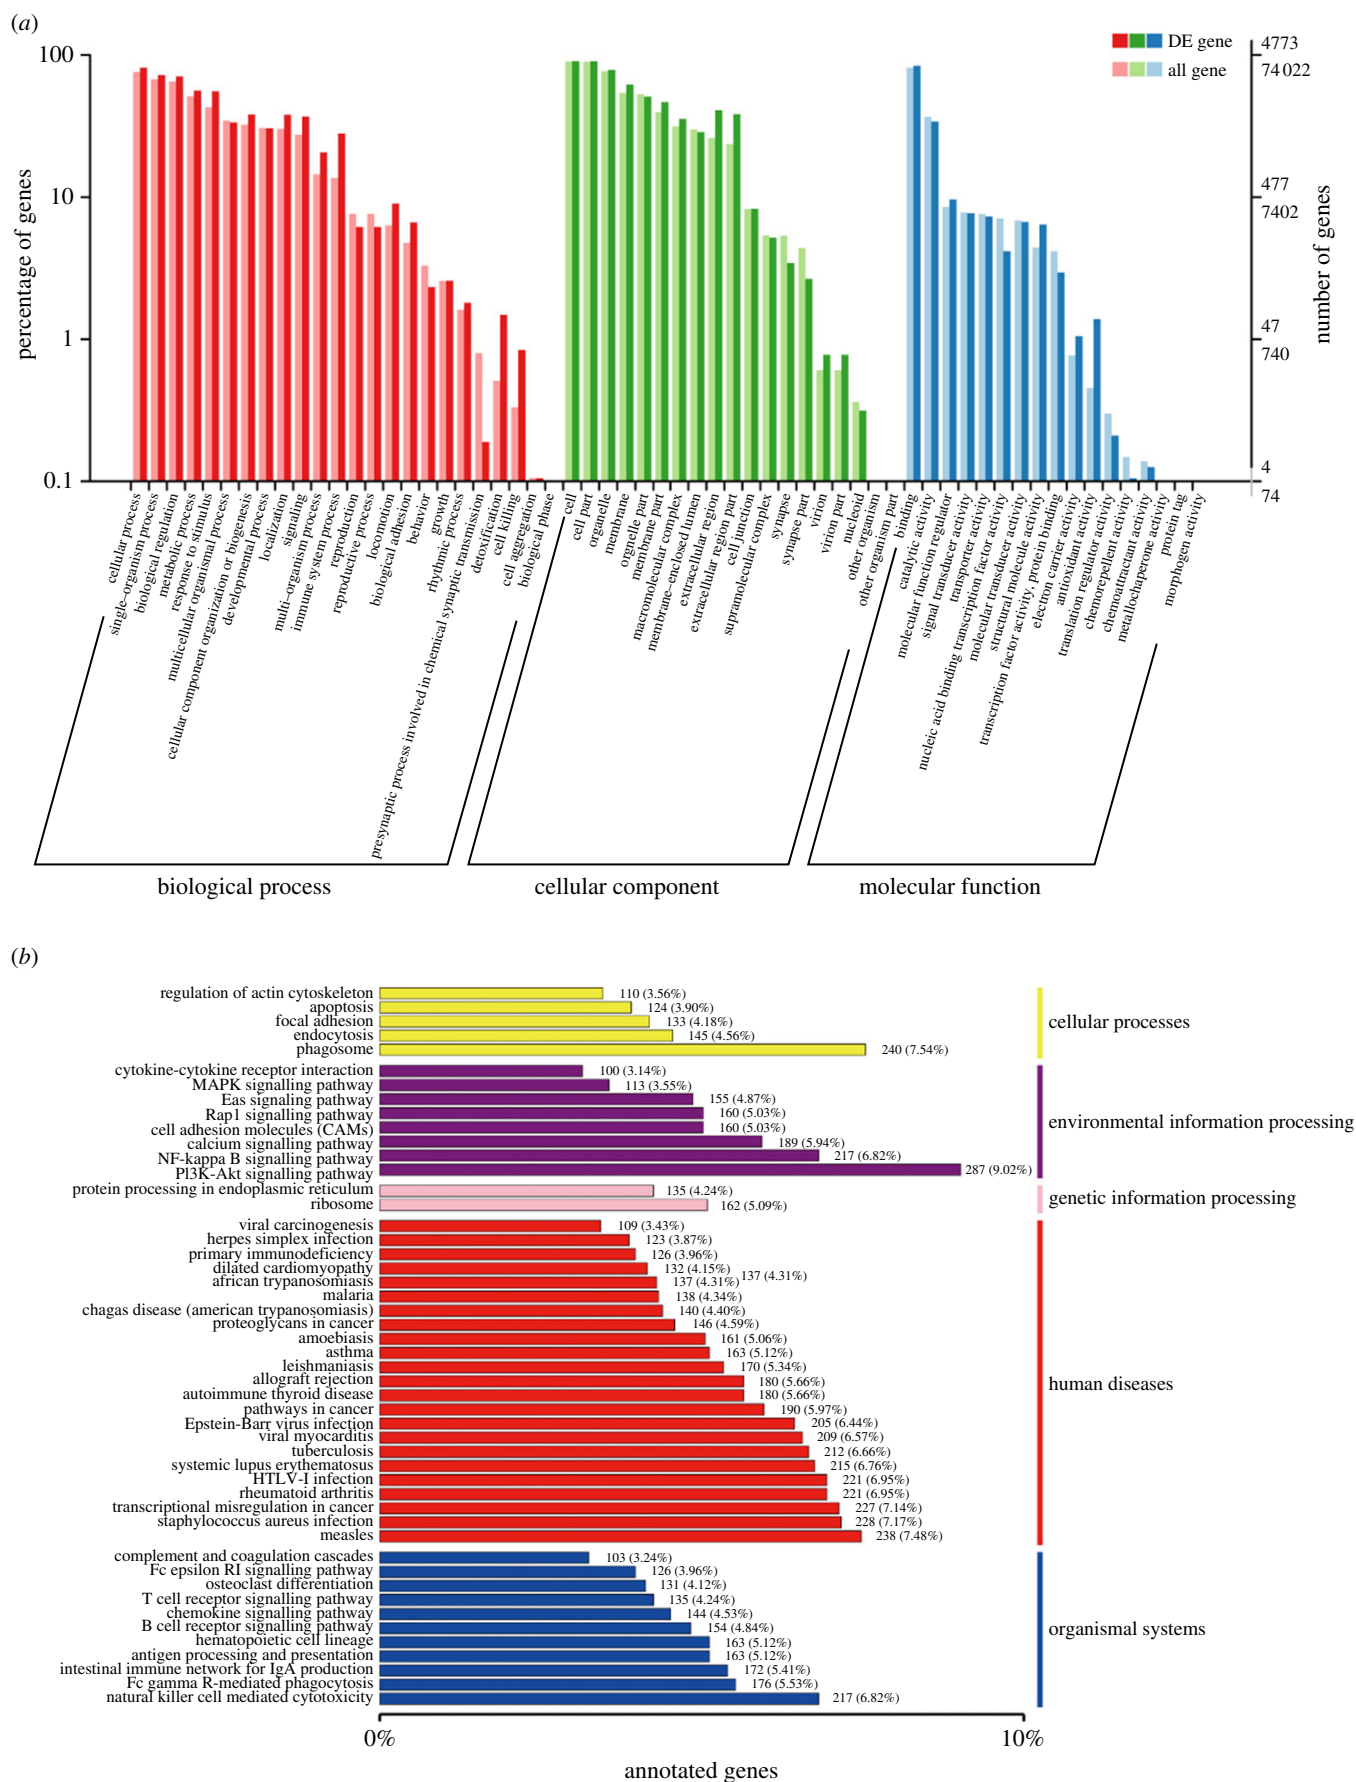 (a)
DE gene
all gene
percentage of genes
100
10
1
0.1
4773
74 022
477
7402
47
740
4
74
number of genes
cellular process
single–organism process
biological regulation
metabolic process
response to stimulus
multicellular organismal process
cellular component organization or biogenesis
developmental process
localization
signaling
multi–organism process
immune system process
reproduction
reproductive process
locomotion
biological adhesion
behavior
growth
rhythmic process
presynaptic process involved in chemical synaptic transmission
detoxification
cell killing
cell aggregation
biological phase
cell
cell part
organelle
membrane
organelle part
membrane part
macromolecular complex
membrane–enclosed lumen
extracellular region
extracellular region part
cell junction
supramolecular complex
synapse
synapse part
virion
virion part
nucleoid
other organism
other organism part
binding
catalytic activity
molecular function regulator
signal transducer activity
transporter activity
nucleic acid binding transcription factor activity
molecular transducer activity
structural molecule activity
transcription factor activity, protein binding
electron carrier activity
antioxidant activity
translation regulator activity
chemorepellent activity
chemoattractant activity
metallochaperone activity
protein tag
morphogen activity
biological process
cellular component
molecular function
(b)
regulation of actin cytoskeleton 110 (3.56%)
apoptosis 124 (3.90%)
focal adhesion 133 (4.18%)
endocytosis 145 (4.56%)
phagosome 240 (7.54%)
cellular processes
cytokine-cytokine receptor interaction 100 (3.14%)
MAPK signalling pathway 113 (3.55%)
Eas signaling pathway 155 (4.87%)
Rap1 signalling pathway 160 (5.03%)
cell adhesion molecules (CAMs) 160 (5.03%)
calcium signalling pathway 189 (5.94%)
NF-kappa B signalling pathway 217 (6.82%)
Pl3K-Akt signalling pathway 287 (9.02%)
environmental information processing
protein processing in endoplasmic reticulum 135 (4.24%)
ribosome 162 (5.09%)
genetic information processing
viral carcinogenesis 109 (3.43%)
herpes simplex infection 123 (3.87%)
primary immunodeficiency 126 (3.96%)
dilated cardiomyopathy 132 (4.15%)
african trypanosomiasis 137 (4.31%) 137 (4.31%)
malaria 138 (4.34%)
chagas disease (american trypanosomiasis) 140 (4.40%)
proteoglycans in cancer 146 (4.59%)
amoebiasis 161 (5.06%)
asthma 163 (5.12%)
leishmaniasis 170 (5.34%)
allograft rejection 180 (5.66%)
autoimmune thyroid disease 180 (5.66%)
pathways in cancer 190 (5.97%)
Epstein-Barr virus infection 205 (6.44%)
viral myocarditis 209 (6.57%)
tuberculosis 212 (6.66%)
systemic lupus erythematosus 215 (6.76%)
HTLV-I infection 221 (6.95%)
rheumatoid arthritis 221 (6.95%)
transcriptional misregulation in cancer 227 (7.14%)
staphylococcus aureus infection 228 (7.17%)
measles 238 (7.48%)
human diseases
complement and coagulation cascades 103 (3.24%)
Fc epsilon RI signalling pathway 126 (3.96%)
osteoclast differentiation 131 (4.12%)
T cell receptor signalling pathway 135 (4.24%)
chemokine signalling pathway 144 (4.53%)
B cell receptor signalling pathway 154 (4.84%)
hematopoietic cell lineage 163 (5.12%)
antigen processing and presentation 163 (5.12%)
intestinal immune network for IgA production 172 (5.41%)
Fc gamma R-mediated phagocytosis 176 (5.53%)
natural killer cell mediated cytotoxicity 217 (6.82%)
organismal systems
0%
10%
annotated genes